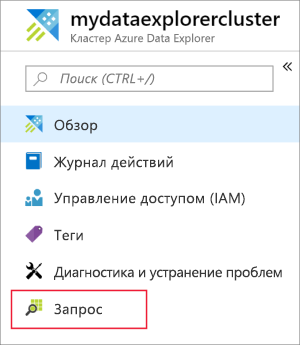 mydataexplorercluster
Кластер Azure Data Explorer
Поиск (CTRL+/)
Обзор
Журнал действий
Управление доступом (IAM)
Теги
Диагностика и устранение проблем
Запрос